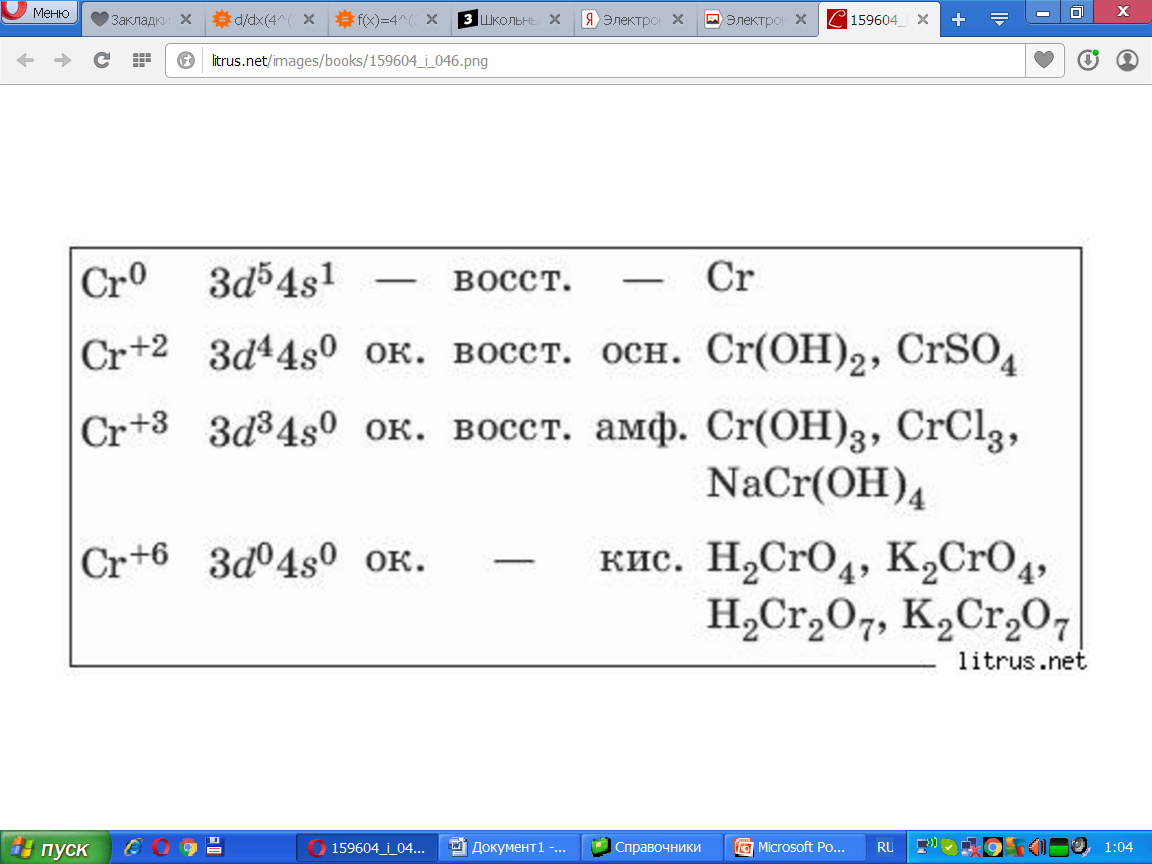 Меню
Закладки
d/dx(4^(
f(x)=4^(
Школьны
Электро
Электро
159604_
litrus.net/images/books/159604_i_046.png
Cr⁰ 3d⁵4s¹ — восст. — Cr
Cr⁺² 3d⁴4s⁰ ок. восст. осн. Cr(OH)₂, CrSO₄
Cr⁺³ 3d³4s⁰ ок. восст. амф. Cr(OH)₃, CrCl₃,
NaCr(OH)₄
Cr⁺⁶ 3d⁰4s⁰ ок. — кис. H₂CrO₄, K₂CrO₄,
H₂Cr₂O₇, K₂Cr₂O₇
litrus.net
пуск
159604_i_04...
Документ1 -...
Справочники
Microsoft Po...
RU
1:04